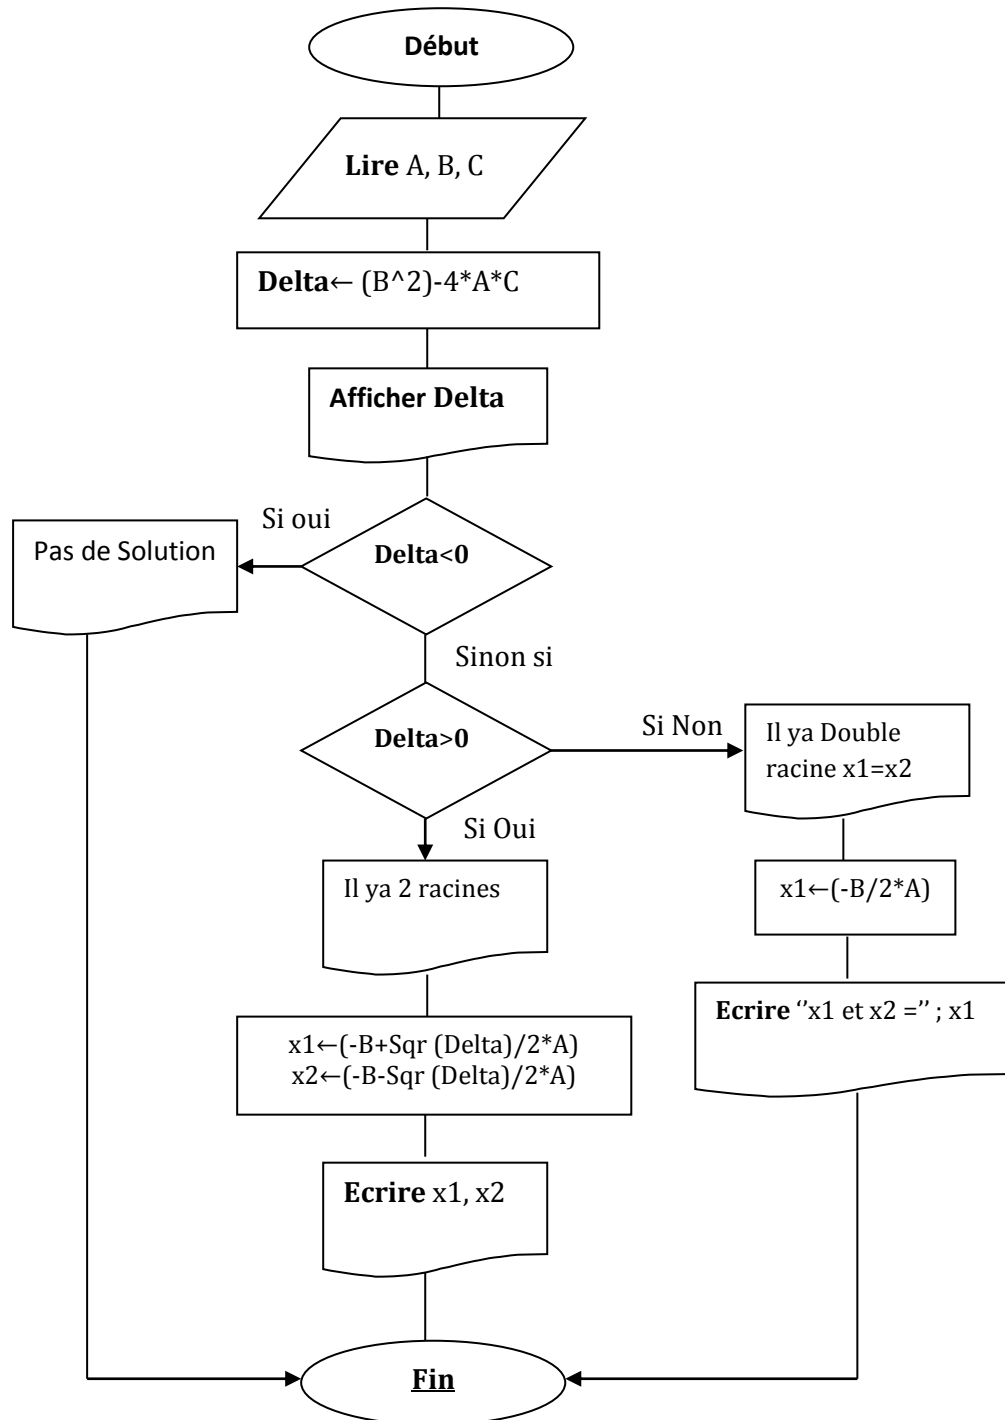 Début
Lire A, B, C
Delta← (B^2)-4*A*C
Afficher Delta
Si oui
Pas de Solution
Delta<0
Sinon si
Delta>0
Si Non
Il ya Double
racine x1=x2
Si Oui
Il ya 2 racines
x1←(-B/2*A)
Ecrire ‘’x1 et x2 =’’ ; x1
x1←(-B+Sqr (Delta)/2*A)
x2←(-B-Sqr (Delta)/2*A)
Ecrire x1, x2
Fin